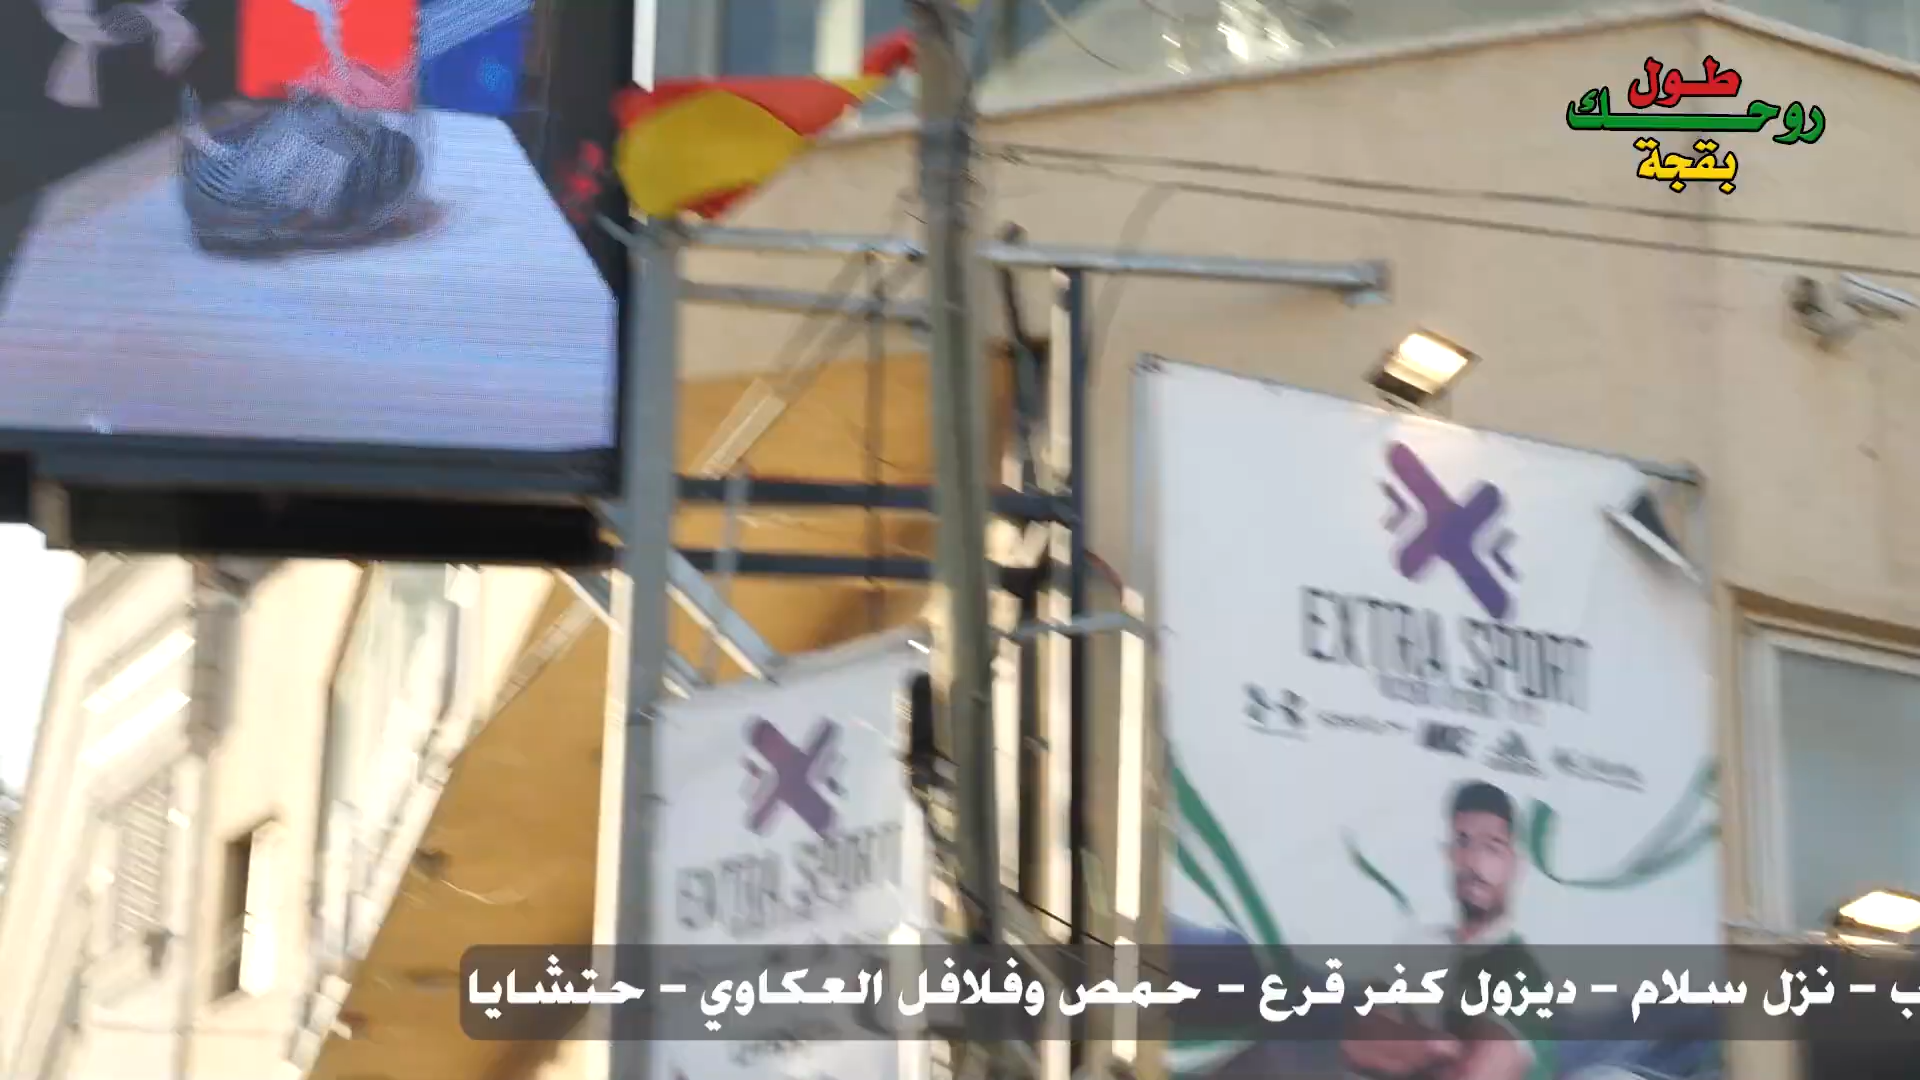 طول
روحك
بقجة
EXTRA SPORT
EXTRA SPORT
ب - نزل سلام - ديزول كفر قرع - حمص وفلافل العكاوي - حتشايا